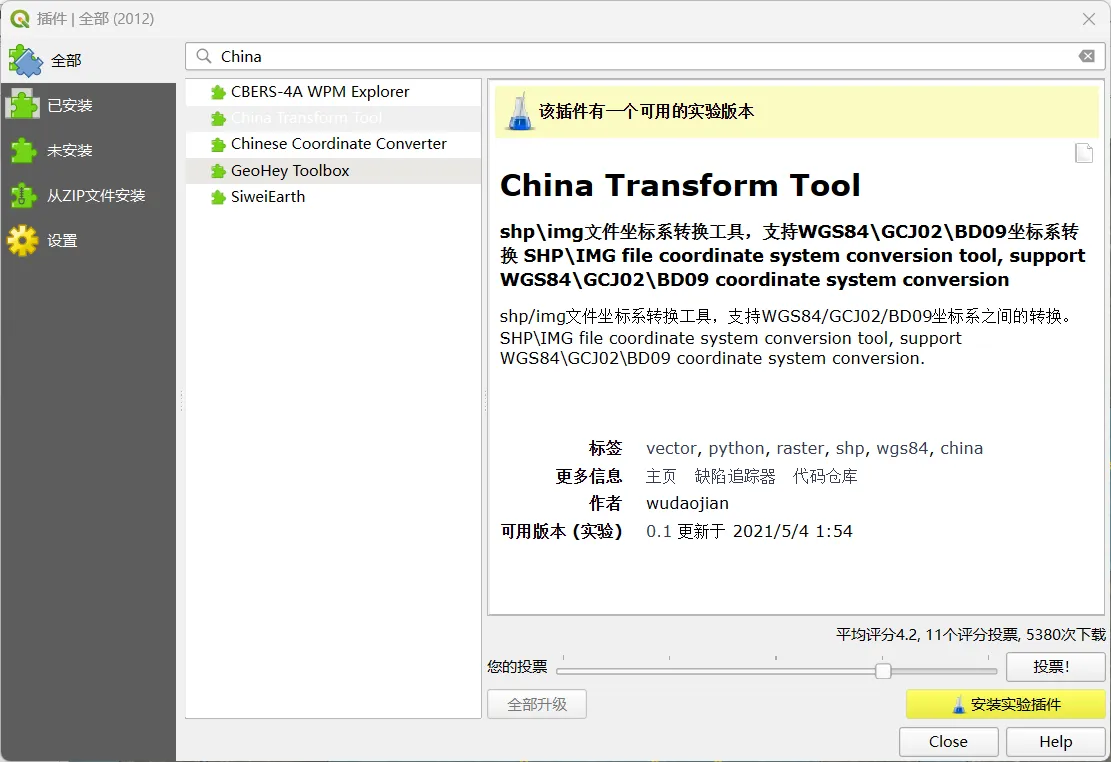 插件 | 全部 (2012)
全部
已安装
未安装
从ZIP文件安装
设置
China
CBERS-4A WPM Explorer
China Transform Tool
Chinese Coordinate Converter
GeoHey Toolbox
SiweiEarth
该插件有一个可用的实验版本
China Transform Tool
shp\img文件坐标系转换工具，支持WGS84\GCJ02\BD09坐标系转
换 SHP\IMG file coordinate system conversion tool, support
WGS84\GCJ02\BD09 coordinate system conversion
shp/img文件坐标系转换工具，支持WGS84/GCJ02/BD09坐标系之间的转换。
SHP\IMG file coordinate system conversion tool, support
WGS84\GCJ02\BD09 coordinate system conversion.
标签 vector, python, raster, shp, wgs84, china
更多信息 主页 缺陷追踪器 代码仓库
作者 wudaojian
可用版本 (实验) 0.1 更新于 2021/5/4 1:54
平均评分4.2, 11个评分投票, 5380次下载
您的投票 投票!
全部升级 安装实验插件
Close Help